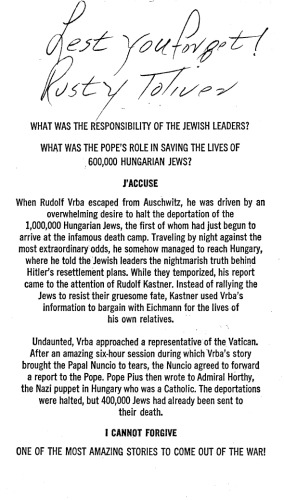 Lest you forget!
Rusty Toliver
WHAT WAS THE RESPONSIBILITY OF THE JEWISH LEADERS?
WHAT WAS THE POPE'S ROLE IN SAVING THE LIVES OF
600,000 HUNGARIAN JEWS?
J'ACCUSE
When Rudolf Vrba escaped from Auschwitz, he was driven by an
overwhelming desire to halt the deportation of the
1,000,000 Hungarian Jews, the first of whom had just begun to
arrive at the infamous death camp. Traveling by night against the
most extraordinary odds, he somehow managed to reach Hungary,
where he told the Jewish leaders the nightmarish truth behind
Hitler's resettlement plans. While they temporized, his report
came to the attention of Rudolf Kastner. Instead of rallying the
Jews to resist their gruesome fate, Kastner used Vrba's
information to bargain with Eichmann for the lives of
his own relatives.
Undaunted, Vrba approached a representative of the Vatican.
After an amazing six-hour session during which Vrba's story
brought the Papal Nuncio to tears, the Nuncio agreed to forward
a report to the Pope. Pope Pius then wrote to Admiral Horthy,
the Nazi puppet in Hungary who was a Catholic. The deportations
were halted, but 400,000 Jews had already been sent to
their death.
I CANNOT FORGIVE
ONE OF THE MOST AMAZING STORIES TO COME OUT OF THE WAR!